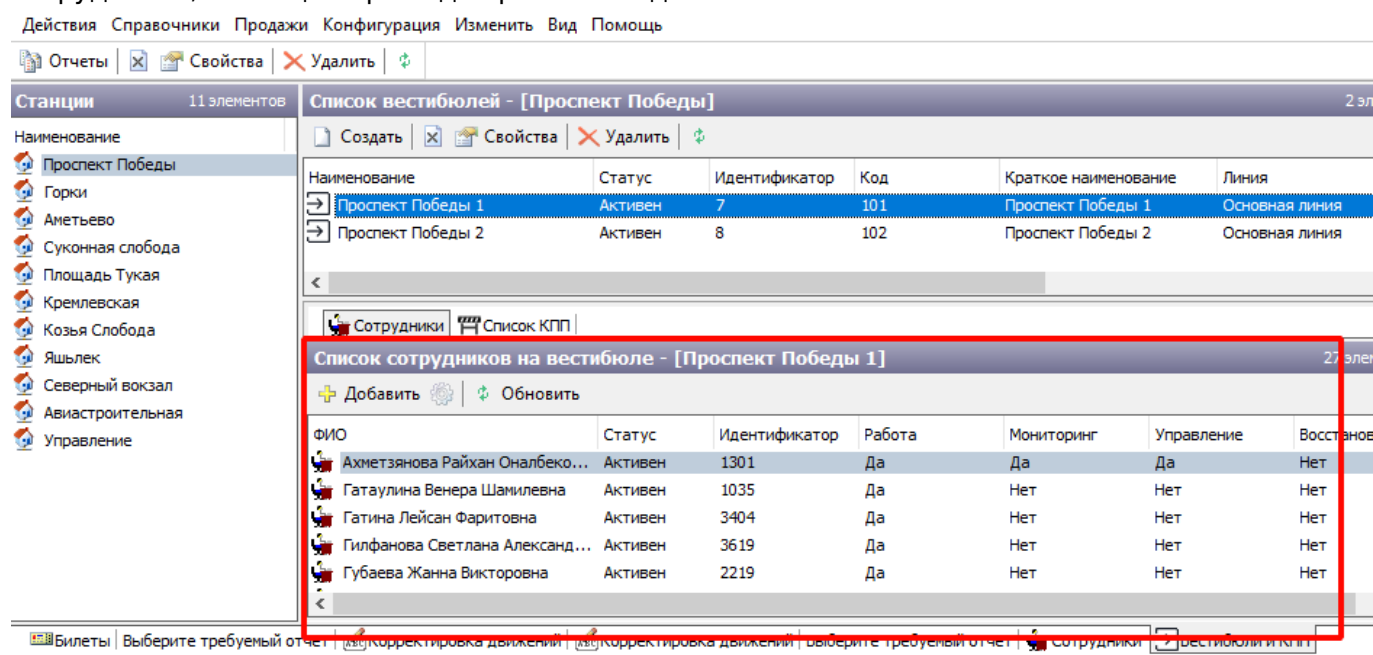 Действия Справочники Продажи Конфигурация Изменить Вид Помощь
Отчеты Свойства Удалить
Станции 11 элементов
Наименование
Проспект Победы
Горки
Аметьево
Суконная слобода
Площадь Тукая
Кремлевская
Козья Слобода
Яшьлек
Северный вокзал
Авиастроительная
Управление
Список вестибюлей - [Проспект Победы] 2 эл
Создать Свойства Удалить
Наименование Статус Идентификатор Код Краткое наименование Линия
Проспект Победы 1 Активен 7 101 Проспект Победы 1 Основная линия
Проспект Победы 2 Активен 8 102 Проспект Победы 2 Основная линия
Сотрудники Список КПП
Список сотрудников на вестибюле - [Проспект Победы 1] 27 элем
Добавить Обновить
ФИО Статус Идентификатор Работа Мониторинг Управление Восстанов
Ахметзянова Райхан Оналбеко... Активен 1301 Да Да Да Нет
Гатаулина Венера Шамилевна Активен 1035 Да Нет Нет Нет
Гатина Лейсан Фаритовна Активен 3404 Да Нет Нет Нет
Гилфанова Светлана Александ... Активен 3619 Да Нет Нет Нет
Губаева Жанна Викторовна Активен 2219 Да Нет Нет Нет
Билеты Выберите требуемый отчет Корректировка движений Корректировка движений Выберите требуемый отчет Сотрудники Вестибюли и КПП